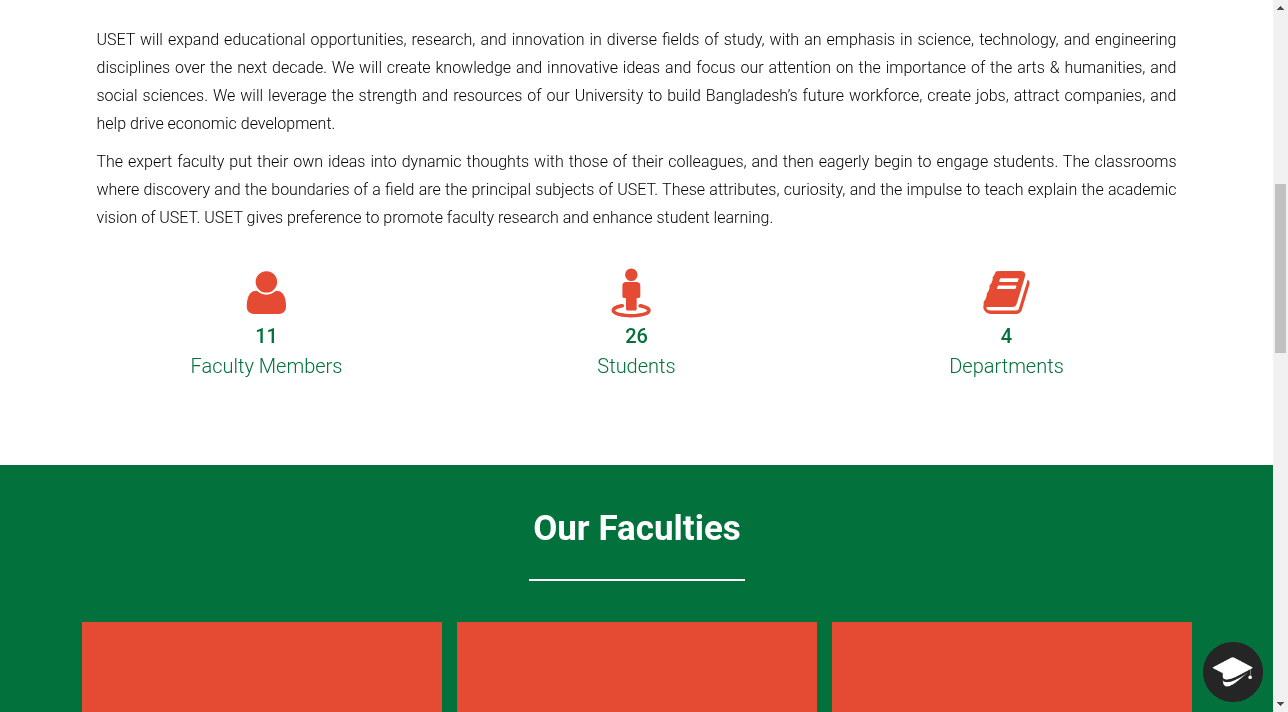 USET will expand educational opportunities, research, and innovation in diverse fields of study, with an emphasis in science, technology, and engineering
disciplines over the next decade. We will create knowledge and innovative ideas and focus our attention on the importance of the arts & humanities, and
social sciences. We will leverage the strength and resources of our University to build Bangladesh's future workforce, create jobs, attract companies, and
help drive economic development.
The expert faculty put their own ideas into dynamic thoughts with those of their colleagues, and then eagerly begin to engage students. The classrooms
where discovery and the boundaries of a field are the principal subjects of USET. These attributes, curiosity, and the impulse to teach explain the academic
vision of USET. USET gives preference to promote faculty research and enhance student learning.
11
Faculty Members
26
Students
4
Departments
Our Faculties